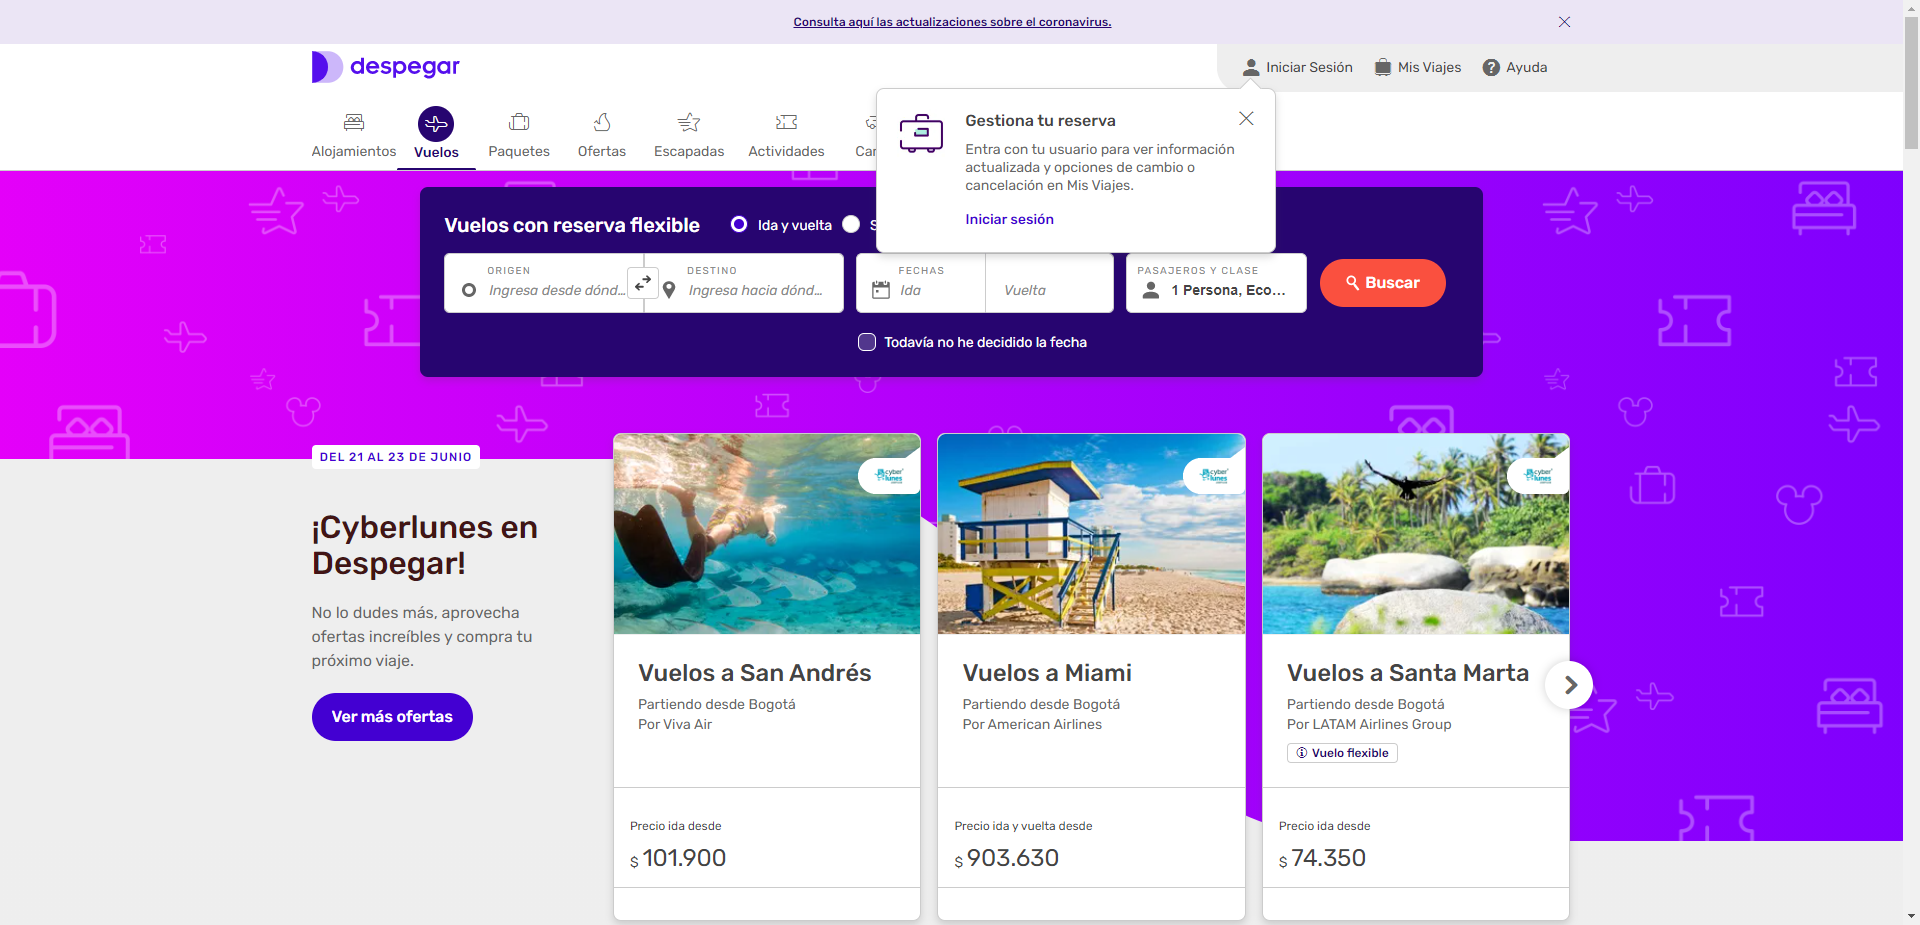 Consulta aquí las actualizaciones sobre el coronavirus.
despegar
Iniciar Sesión
Mis Viajes
Ayuda
Alojamientos
Vuelos
Paquetes
Ofertas
Escapadas
Actividades
Gestiona tu reserva
Entra con tu usuario para ver información
actualizada y opciones de cambio o
cancelación en Mis Viajes.
Iniciar sesión
Vuelos con reserva flexible
Ida y vuelta
ORIGEN
Ingresa desde dónd...
DESTINO
Ingresa hacia dónd...
FECHAS
Ida
Vuelta
PASAJEROS Y CLASE
1 Persona, Eco...
Buscar
Todavía no he decidido la fecha
DEL 21 AL 23 DE JUNIO
¡Cyberlunes en
Despegar!
No lo dudes más, aprovecha
ofertas increíbles y compra tu
próximo viaje.
Ver más ofertas
cyber
lunes
Vuelos a San Andrés
Partiendo desde Bogotá
Por Viva Air
Precio ida desde
$ 101.900
cyber
lunes
Vuelos a Miami
Partiendo desde Bogotá
Por American Airlines
Precio ida y vuelta desde
$ 903.630
cyber
lunes
Vuelos a Santa Marta
Partiendo desde Bogotá
Por LATAM Airlines Group
Vuelo flexible
Precio ida desde
$ 74.350